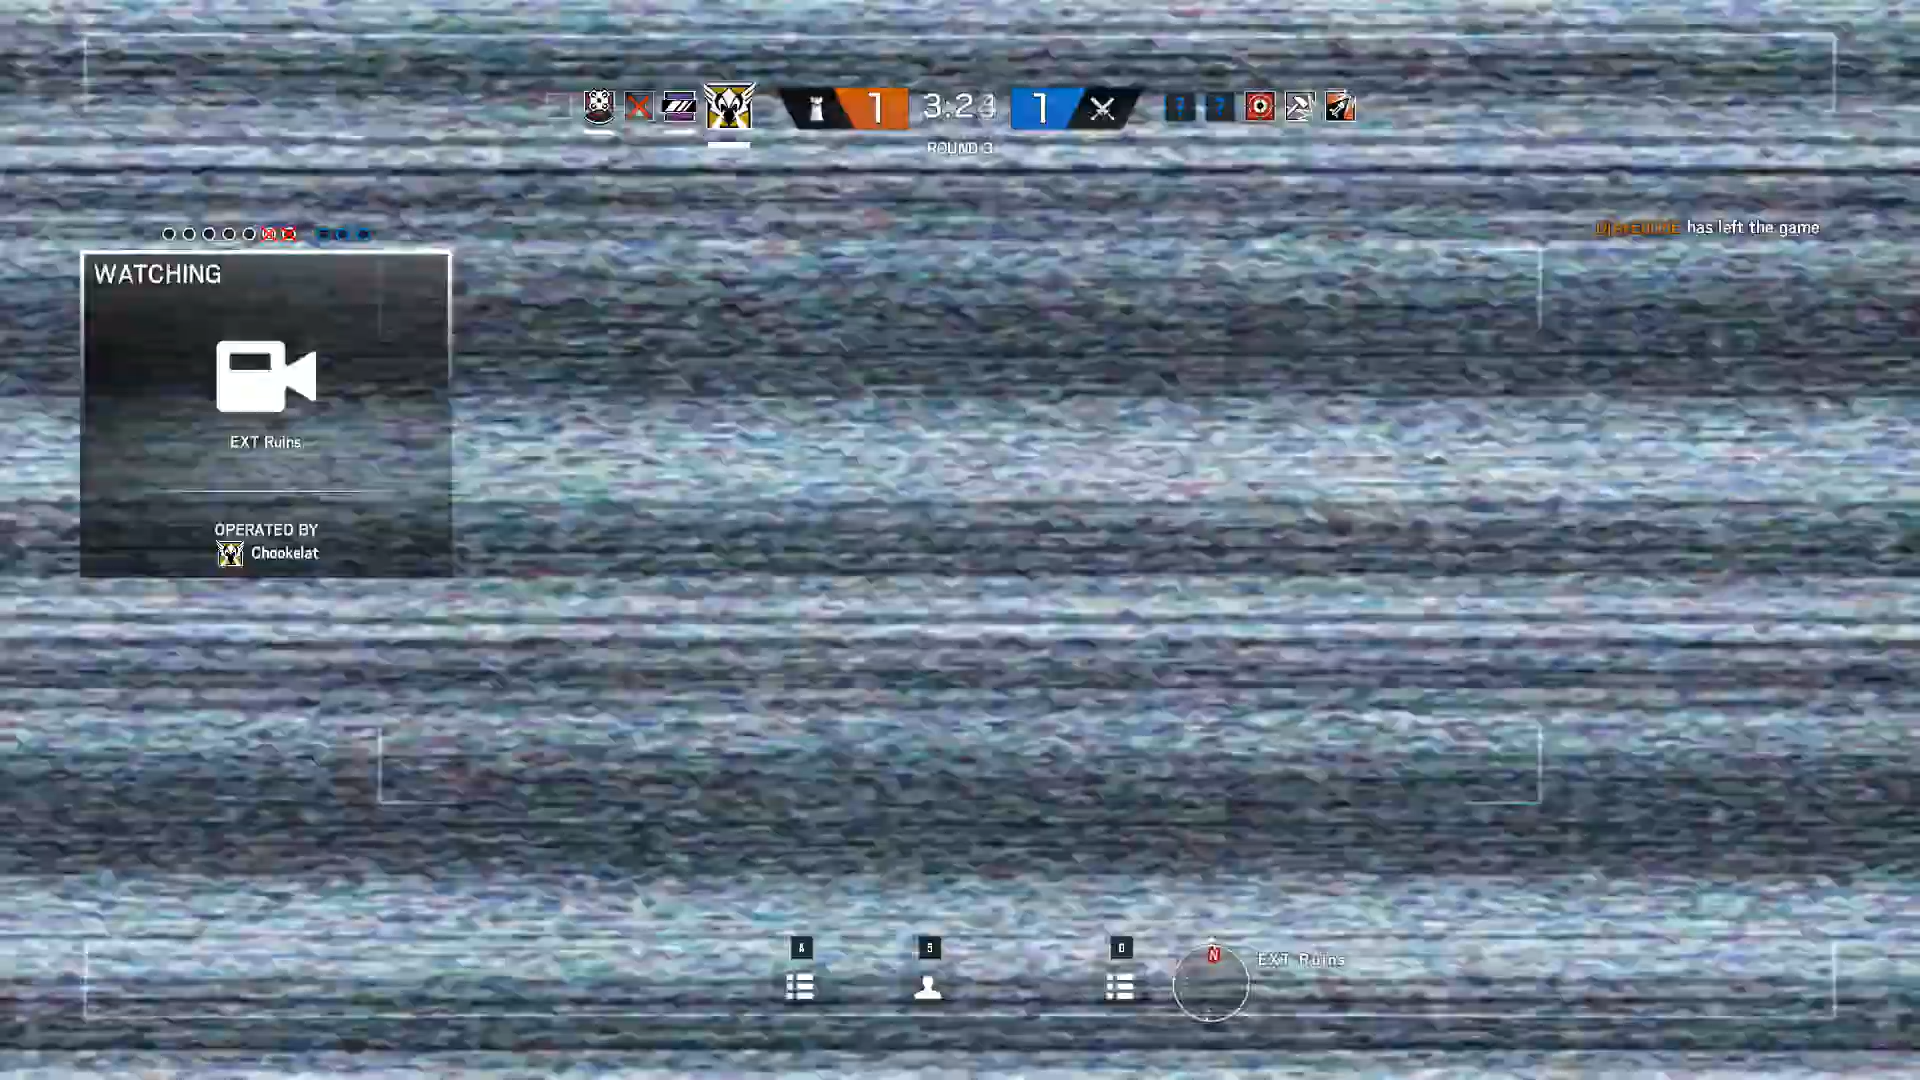 1 3:24 1
ROUND 3
? ?
has left the game
WATCHING
EXT Ruins
OPERATED BY
Chookelat
A S D
N
EXT Ruins